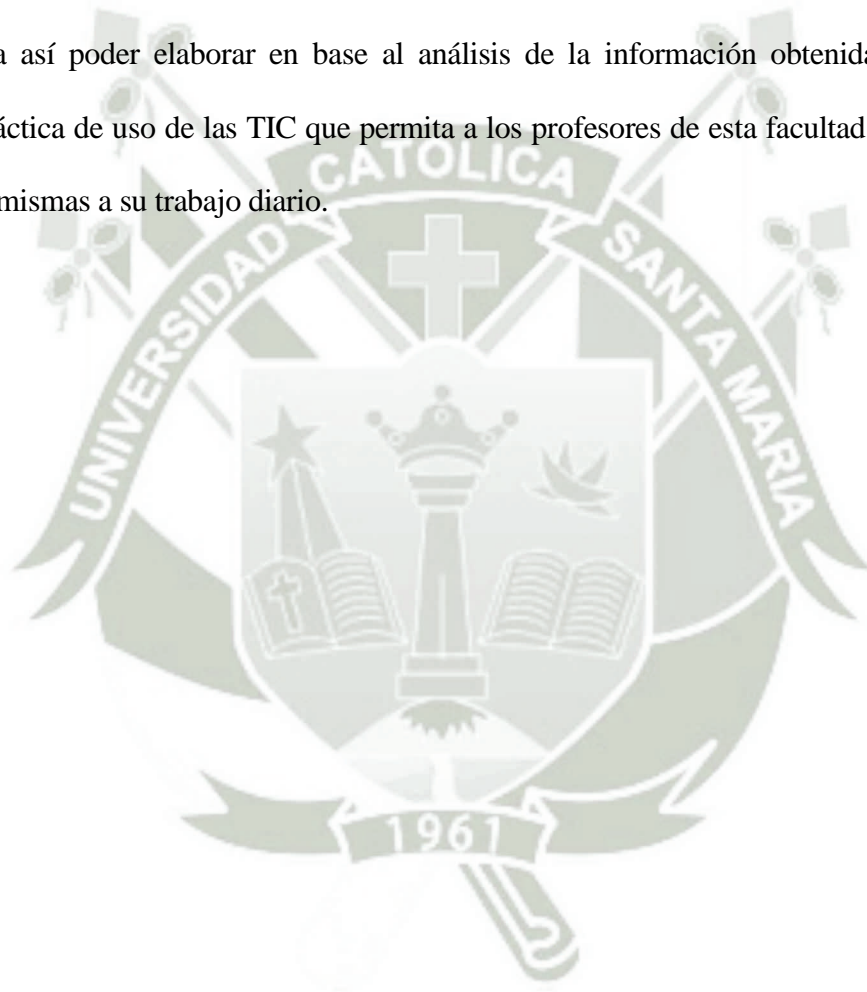 a así poder elaborar en base al análisis de la información obtenida
áctica de uso de las TIC que permita a los profesores de esta facultad
mismas a su trabajo diario.
CATOLICA
UNIVERSIDAD
SANTA MARIA
1961